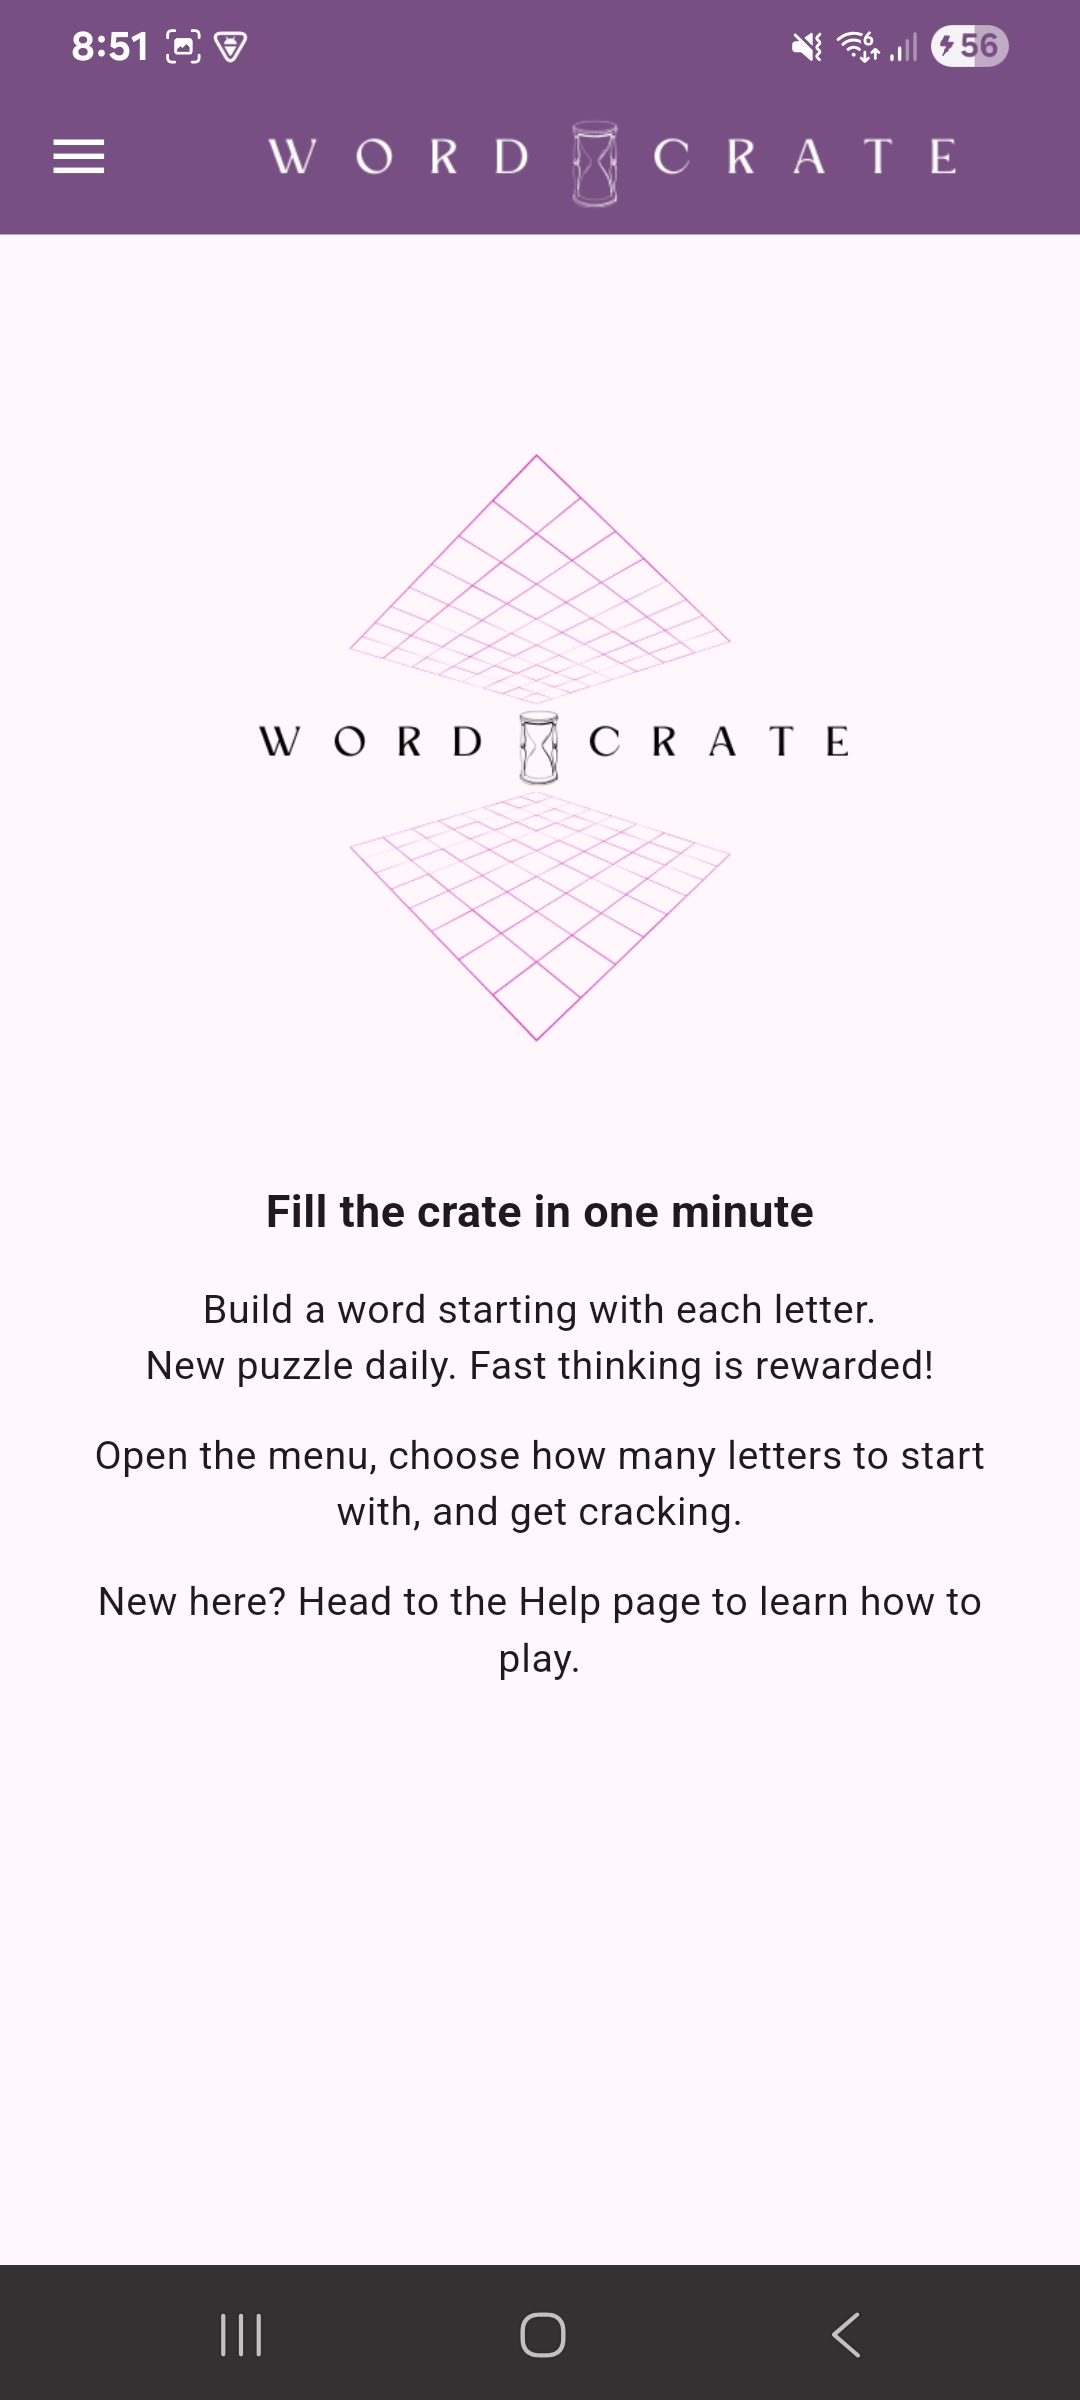 8:51
6
56
WORD CRATE
WORD CRATE
Fill the crate in one minute
Build a word starting with each letter.
New puzzle daily. Fast thinking is rewarded!
Open the menu, choose how many letters to start
with, and get cracking.
New here? Head to the Help page to learn how to
play.